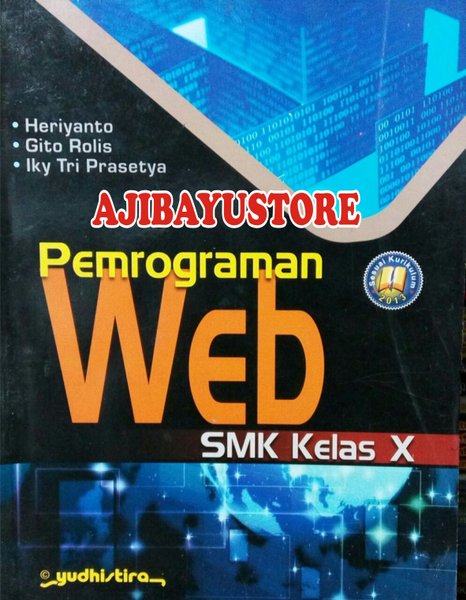 • Heriyanto
• Gito Rolis
• Iky Tri Prasetya
AJIBAYUSTORE
Pemrograman
Web
Sesuai Kurikulum
2013
SMK Kelas X
© yudhistira